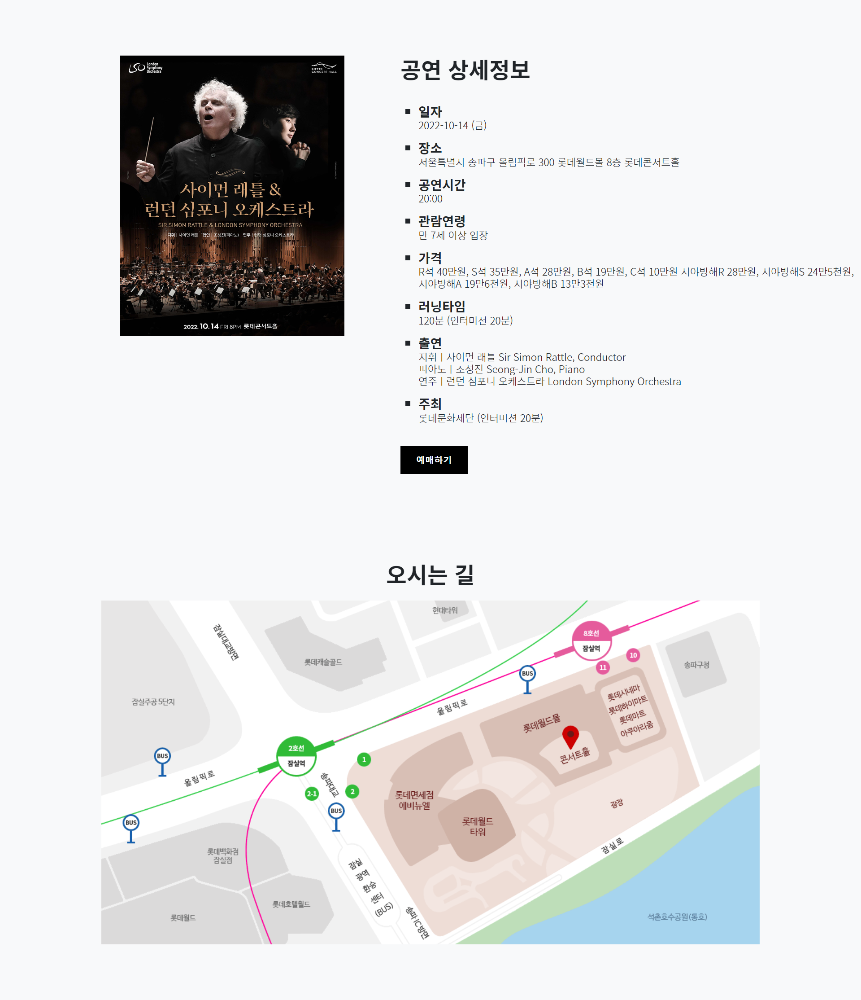 LSO London
Symphony
Orchestra
LOTTE
CONCERT HALL
사이먼 래틀 &
런던 심포니 오케스트라
SIR SIMON RATTLE & LONDON SYMPHONY ORCHESTRA
지휘 | 사이먼 래틀 협연 | 조성진(피아노) 연주 | 런던 심포니 오케스트라
2022. 10. 14 FRI 8PM 롯데콘서트홀
공연 상세정보
일자
2022-10-14 (금)
장소
서울특별시 송파구 올림픽로 300 롯데월드몰 8층 롯데콘서트홀
공연시간
20:00
관람연령
만 7세 이상 입장
가격
R석 40만원, S석 35만원, A석 28만원, B석 19만원, C석 10만원 시야방해R 28만원, 시야방해S 24만5천원,
시야방해A 19만6천원, 시야방해B 13만3천원
러닝타임
120분 (인터미션 20분)
출연
지휘ㅣ사이먼 래틀 Sir Simon Rattle, Conductor
피아노ㅣ조성진 Seong-Jin Cho, Piano
연주ㅣ런던 심포니 오케스트라 London Symphony Orchestra
주최
롯데문화제단 (인터미션 20분)
예매하기
오시는 길
현대타워
잠실대교방면
8호선
잠실역
10
11
롯데캐슬골드
송파구청
BUS
잠실주공 5단지
올림픽로
롯데시네마
롯데하이마트
롯데마트
아쿠아리움
롯데월드몰
콘서트홀
2호선
잠실역
BUS
1
올림픽로
송파대교
2-1
2
롯데면세점
에비뉴엘
BUS
광장
BUS
롯데월드
타워
잠실로
롯데백화점
잠실점
잠실
광역
환승
센터
(BUS)
롯데호텔월드
롯데월드
송파 IC방면
석촌호수공원(동호)